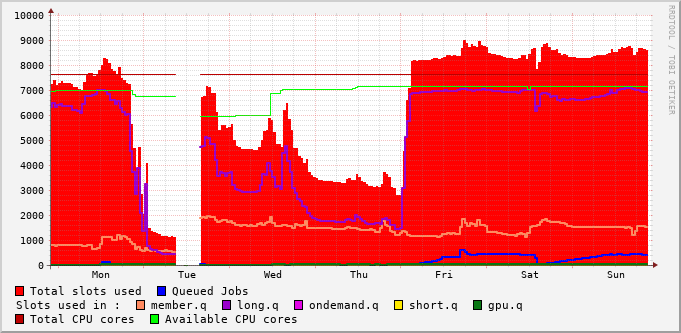 10000
9000
8000
7000
6000
5000
4000
3000
2000
1000
0
Mon Tue Wed Thu Fri Sat Sun
RRDTOOL / TOBI OETIKER
Total slots used Queued Jobs
Slots used in : member.q long.q ondemand.q short.q gpu.q
Total CPU cores Available CPU cores